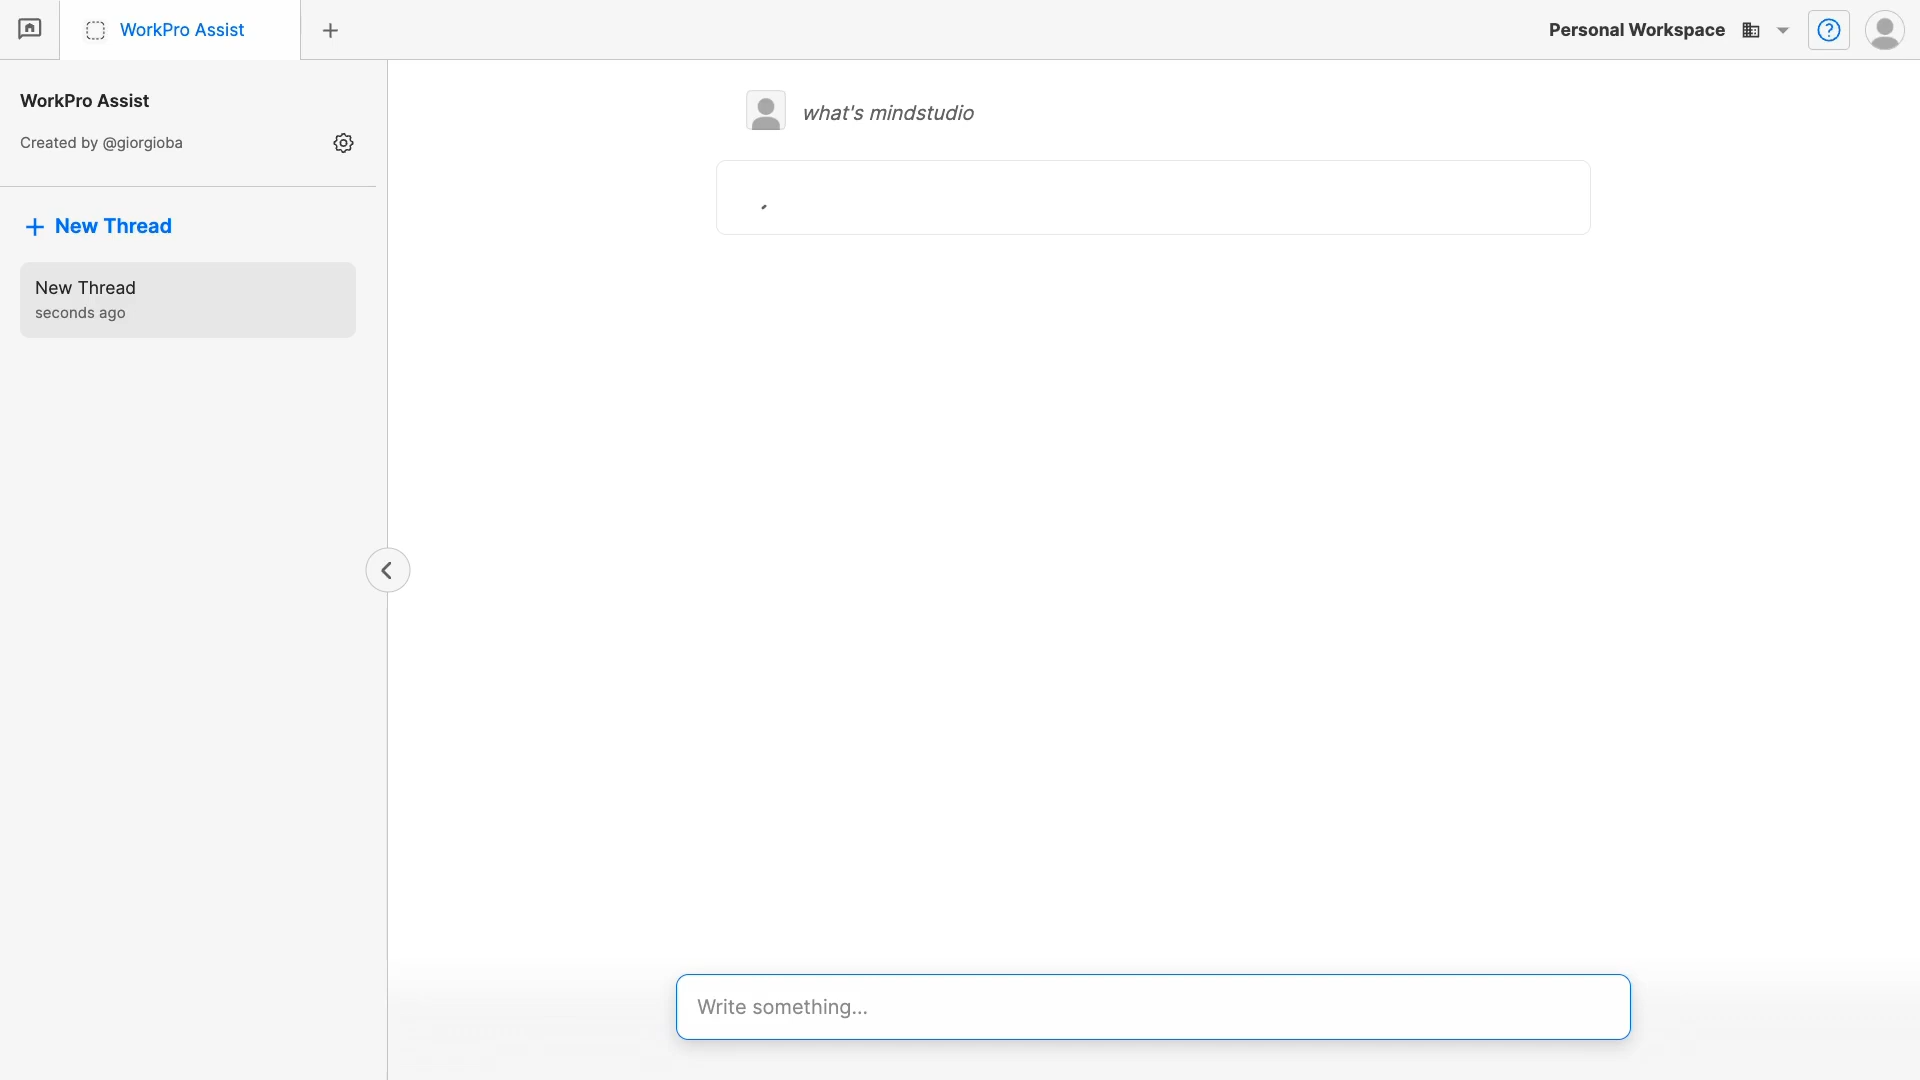 WorkPro Assist
Personal Workspace
WorkPro Assist
Created by @giorgioba
New Thread
New Thread
seconds ago
what's mindstudio
Write something...